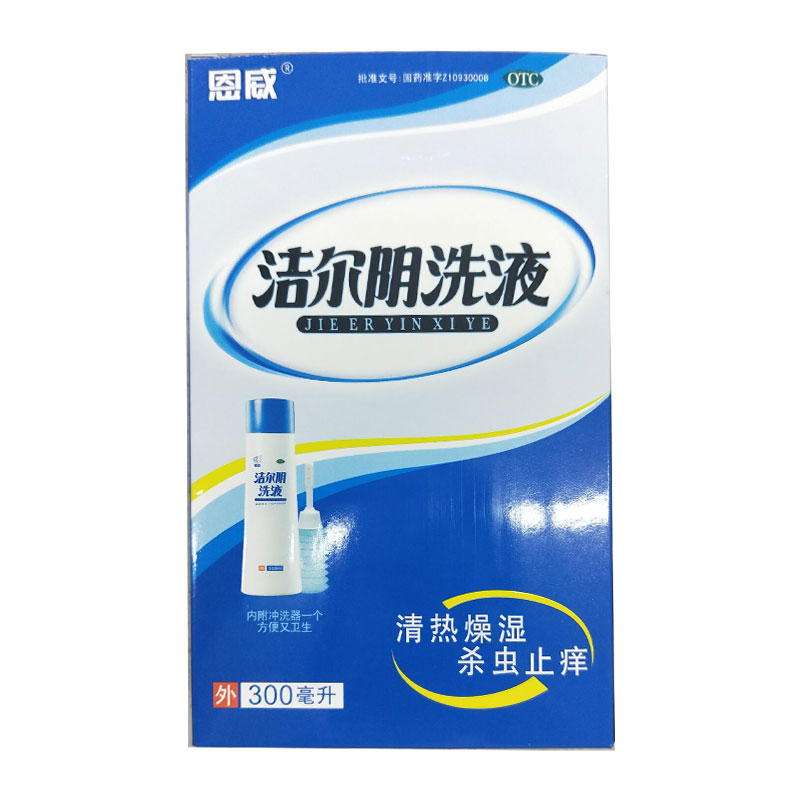 恩威®
批准文号：国药准字Z10930008
OTC
洁尔阴洗液
JIE ER YIN XI YE
洁尔阴
洗液
内附冲洗器一个
方便又卫生
清热燥湿
杀虫止痒
外 300毫升